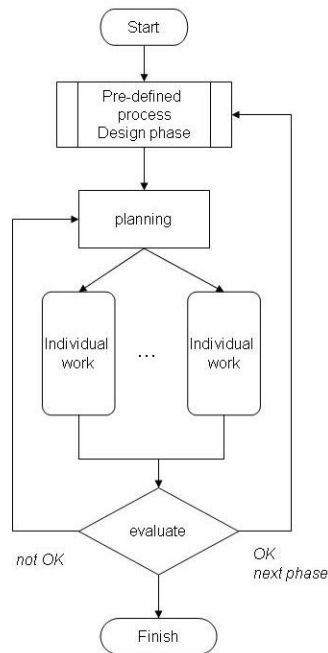 Start
Pre-defined
process
Design phase
planning
Individual
work
...
Individual
work
evaluate
not OK
OK
next phase
Finish